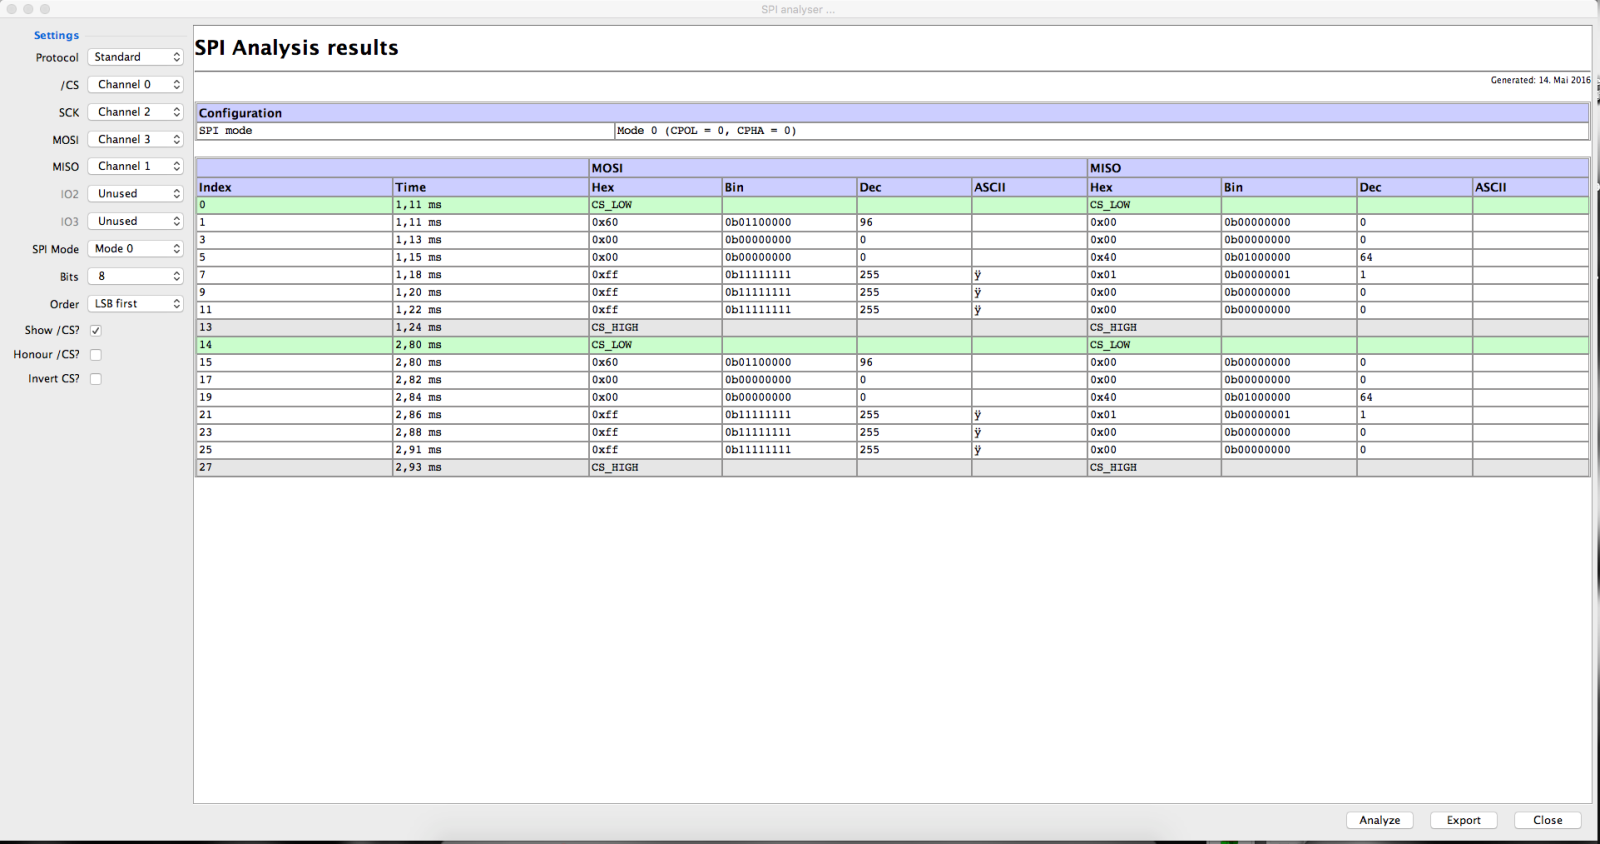 SPI analyser ...
Settings
Protocol Standard
/CS Channel 0
SCK Channel 2
MOSI Channel 3
MISO Channel 1
IO2 Unused
IO3 Unused
SPI Mode Mode 0
Bits 8
Order LSB first
Show /CS?
Honour /CS?
Invert CS?
SPI Analysis results
Generated: 14. Mai 2016
Configuration
SPI mode Mode 0 (CPOL = 0, CPHA = 0)
MOSI MISO
Index Time Hex Bin Dec ASCII Hex Bin Dec ASCII
0 1,11 ms CS_LOW CS_LOW
1 1,11 ms 0x60 0b01100000 96 0x00 0b00000000 0
3 1,13 ms 0x00 0b00000000 0 0x00 0b00000000 0
5 1,15 ms 0x00 0b00000000 0 0x40 0b01000000 64
7 1,18 ms 0xff 0b11111111 255 ÿ 0x01 0b00000001 1
9 1,20 ms 0xff 0b11111111 255 ÿ 0x00 0b00000000 0
11 1,22 ms 0xff 0b11111111 255 ÿ 0x00 0b00000000 0
13 1,24 ms CS_HIGH CS_HIGH
14 2,80 ms CS_LOW CS_LOW
15 2,80 ms 0x60 0b01100000 96 0x00 0b00000000 0
17 2,82 ms 0x00 0b00000000 0 0x00 0b00000000 0
19 2,84 ms 0x00 0b00000000 0 0x40 0b01000000 64
21 2,86 ms 0xff 0b11111111 255 ÿ 0x01 0b00000001 1
23 2,88 ms 0xff 0b11111111 255 ÿ 0x00 0b00000000 0
25 2,91 ms 0xff 0b11111111 255 ÿ 0x00 0b00000000 0
27 2,93 ms CS_HIGH CS_HIGH
Analyze Export Close